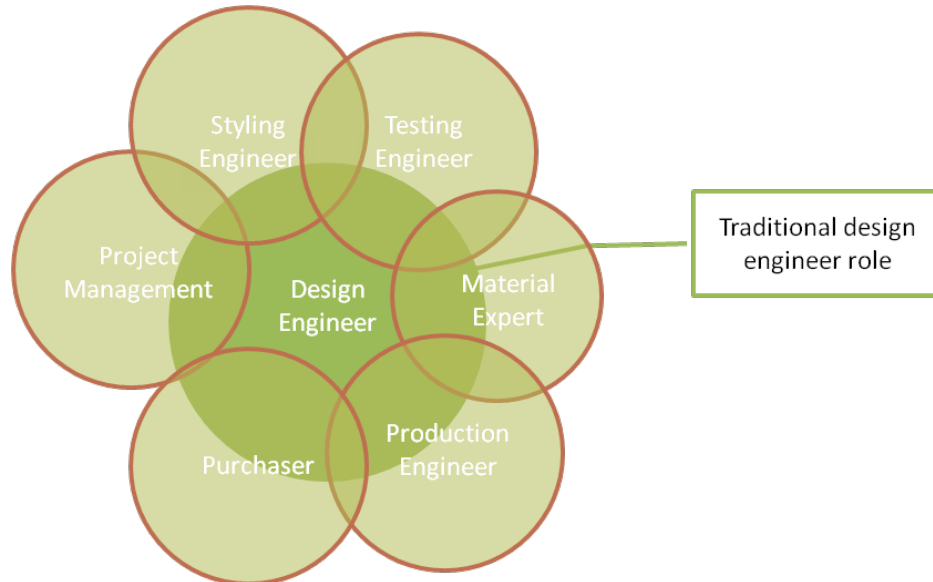 Styling
Engineer
Testing
Engineer
Project
Management
Design
Engineer
Material
Expert
Purchaser
Production
Engineer
Traditional design
engineer role